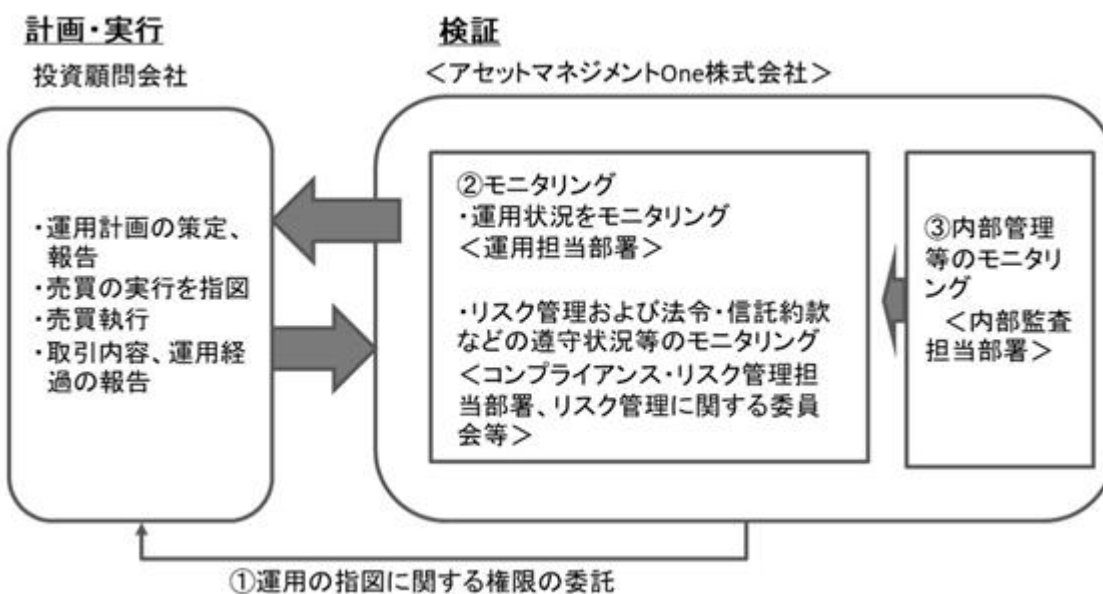 計画・実行
投資顧問会社
・運用計画の策定、
報告
・売買の実行を指図
・売買執行
・取引内容、運用経
過の報告
検証
＜アセットマネジメントOne株式会社＞
②モニタリング
・運用状況をモニタリング
＜運用担当部署＞
・リスク管理および法令・信託約款
などの遵守状況等のモニタリング
＜コンプライアンス・リスク管理担
当部署、リスク管理に関する委員
会等＞
③内部管理
等のモニタリ
ング
＜内部監査
担当部署＞
①運用の指図に関する権限の委託